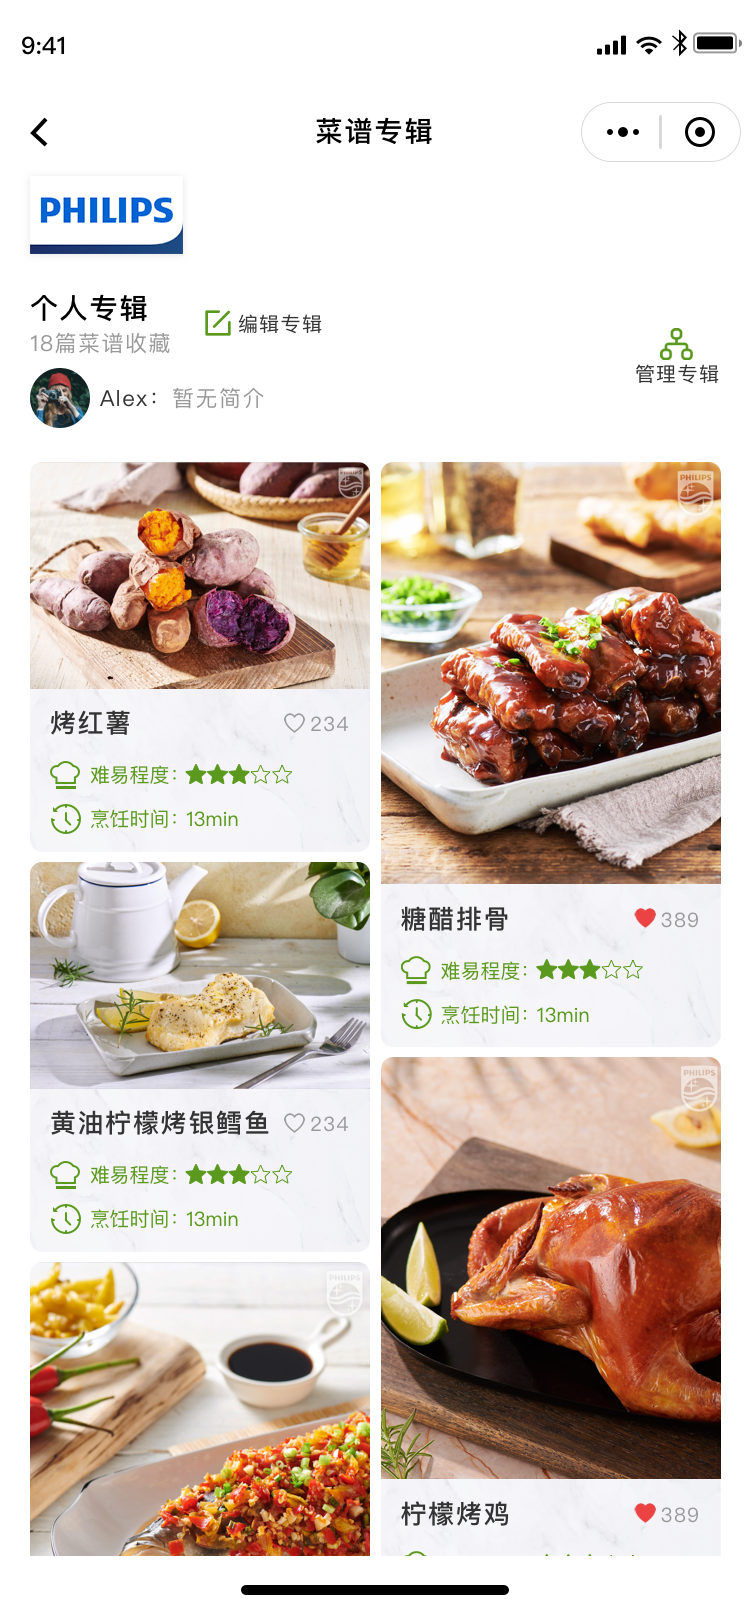 9:41
菜谱专辑
PHILIPS
个人专辑
编辑专辑
18篇菜谱收藏
管理专辑
Alex：暂无简介
PHILIPS
烤红薯 234
难易程度：
烹饪时间：13min
PHILIPS
糖醋排骨 389
难易程度：
烹饪时间：13min
黄油柠檬烤银鳕鱼 234
难易程度：
烹饪时间：13min
PHILIPS
柠檬烤鸡 389
PHILIPS